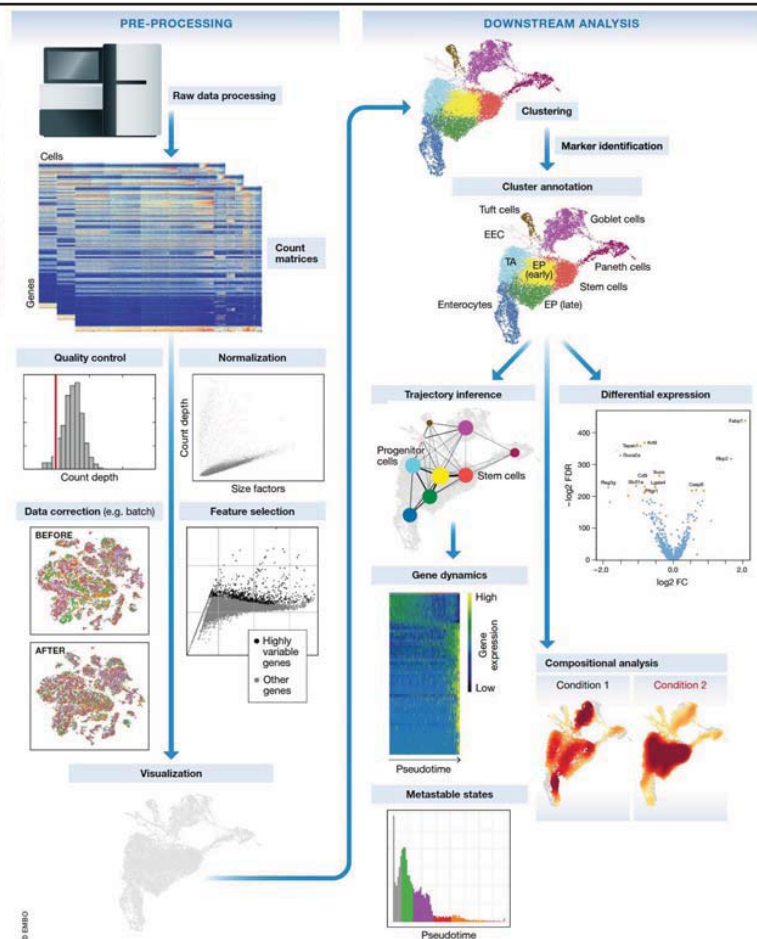 PRE-PROCESSING
Raw data processing
Cells
Genes
Count
matrices
Quality control
Count depth
Normalization
Count depth
Size factors
Data correction (e.g. batch)
BEFORE
AFTER
Feature selection
Highly
variable
genes
Other
genes
Visualization
DOWNSTREAM ANALYSIS
Clustering
Marker identification
Cluster annotation
Tuft cells
Goblet cells
EEC
TA
EP
(early)
Paneth cells
Stem cells
Enterocytes
EP (late)
Trajectory inference
Progenitor
cells
Stem cells
Gene dynamics
High
Gene
expression
Low
Pseudotime
Metastable states
Pseudotime
Differential expression
400
300
200
100
0
−log2 FDR
-2.0
-1.0
0.0
1.0
2.0
log2 FC
Fabp1
Rbp2
Reg3g
Compositional analysis
Condition 1
Condition 2
EMBO